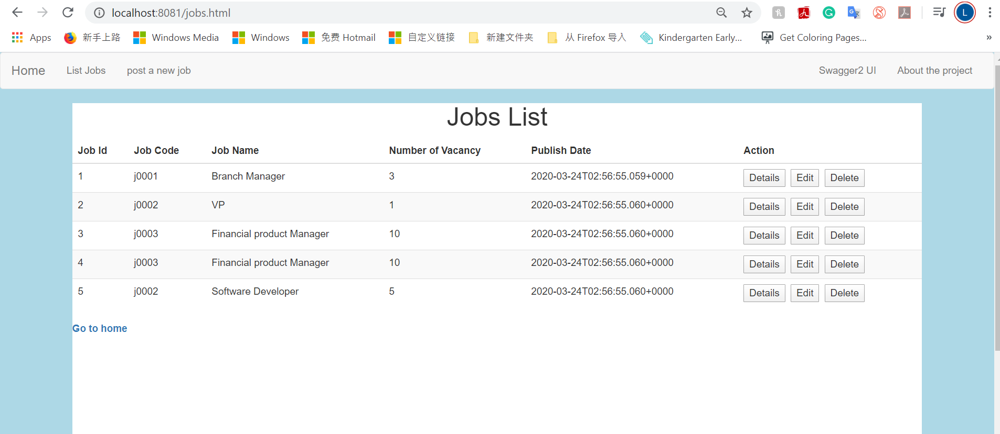 localhost:8081/jobs.html L
Apps 新手上路 Windows Media Windows 免费 Hotmail 自定义链接 新建文件夹 从 Firefox 导入 Kindergarten Early... Get Coloring Pages... »
Home List Jobs post a new job Swagger2 UI About the project
Jobs List
Job Id Job Code Job Name Number of Vacancy Publish Date Action
1 j0001 Branch Manager 3 2020-03-24T02:56:55.059+0000 Details Edit Delete
2 j0002 VP 1 2020-03-24T02:56:55.060+0000 Details Edit Delete
3 j0003 Financial product Manager 10 2020-03-24T02:56:55.060+0000 Details Edit Delete
4 j0003 Financial product Manager 10 2020-03-24T02:56:55.060+0000 Details Edit Delete
5 j0002 Software Developer 5 2020-03-24T02:56:55.060+0000 Details Edit Delete
Go to home